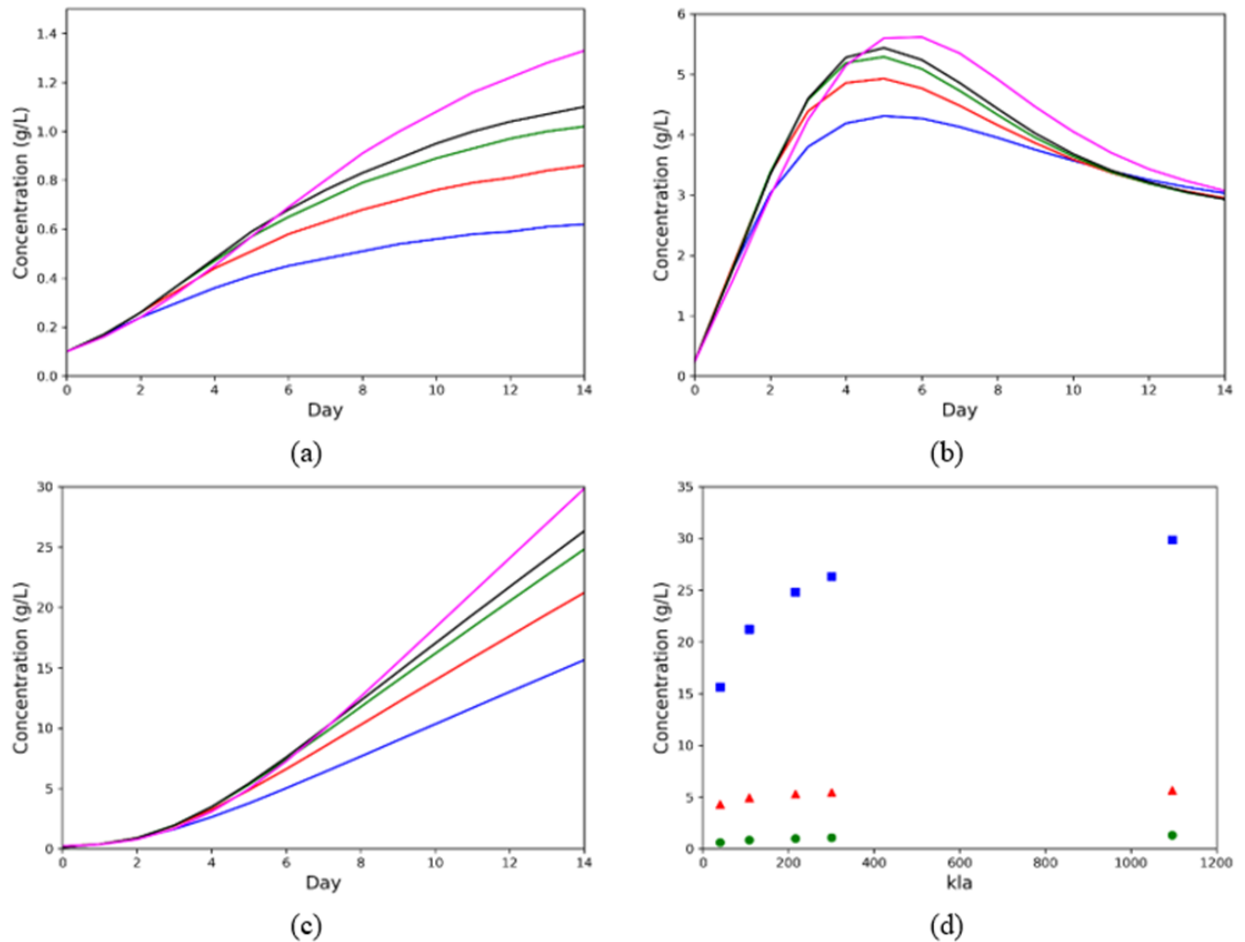 Concentration (g/L)
1.4
1.2
1.0
0.8
0.6
0.4
0.2
0.0
0 2 4 6 8 10 12 14
Day
(a)
Concentration (g/L)
6
5
4
3
2
1
0
0 2 4 6 8 10 12 14
Day
(b)
Concentration (g/L)
30
25
20
15
10
5
0
0 2 4 6 8 10 12 14
Day
(c)
Concentration (g/L)
35
30
25
20
15
10
5
0
0 200 400 600 800 1000 1200
kla
(d)